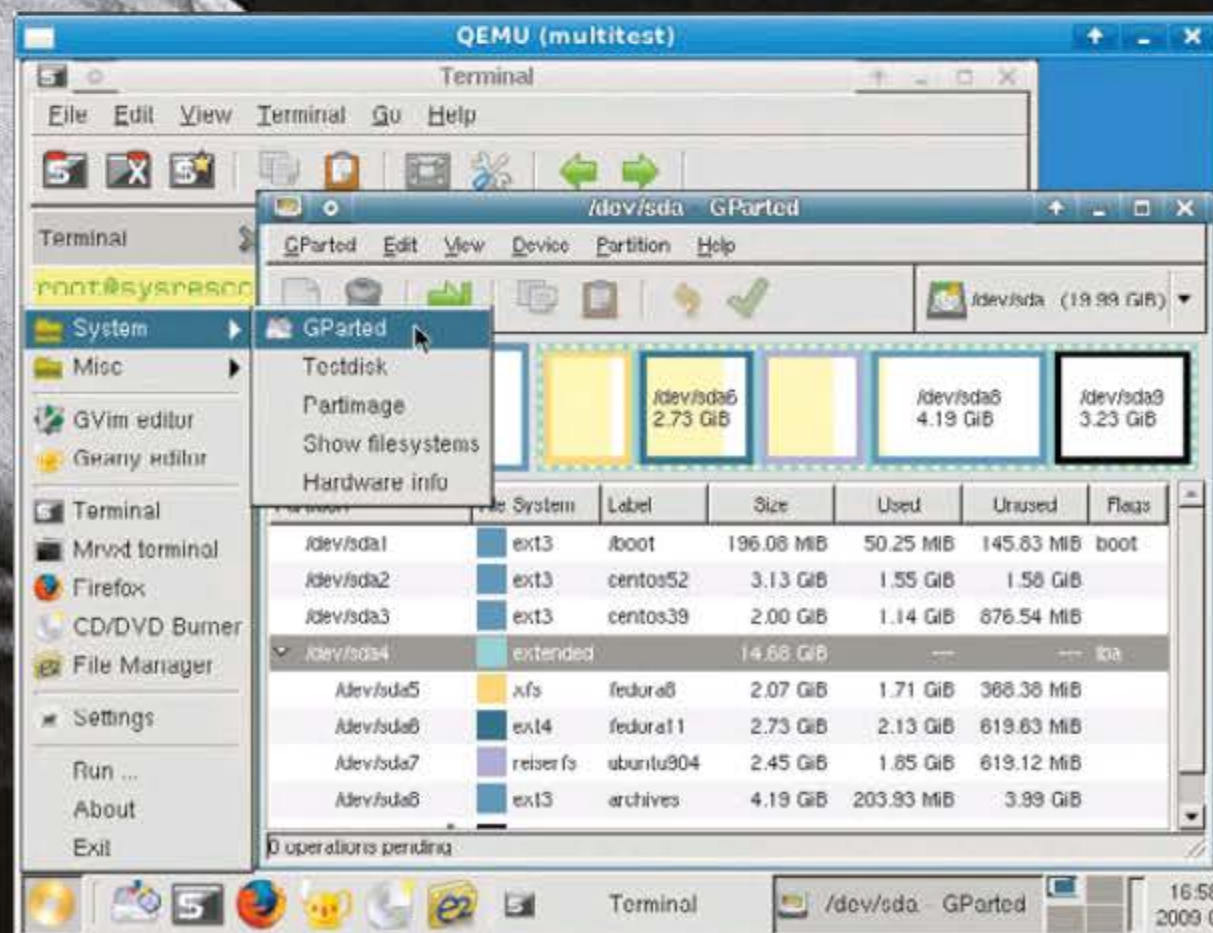 QEMU (multitest)
Terminal
File Edit View Terminal Go Help
Terminal
root@sysrescc
/dev/sda - GParted
GParted Edit View Device Partition Help
/dev/sda (19.99 GiB)
System
Misc
GVim editor
Geany editor
Terminal
Mrvxt terminal
Firefox
CD/DVD Burner
File Manager
Settings
Run ...
About
Exit
GParted
Testdisk
Partimage
Show filesystems
Hardware info
/dev/sda6
2.73 GiB
/dev/sda8
4.19 GiB
/dev/sda9
3.23 GiB
System Label Size Used Unused Flags
/dev/sda1 ext3 /boot 196.08 MiB 50.25 MiB 145.83 MiB boot
/dev/sda2 ext3 centos52 3.13 GiB 1.55 GiB 1.58 GiB
/dev/sda3 ext3 centos39 2.00 GiB 1.14 GiB 876.54 MiB
/dev/sda4 extended 14.68 GiB --- --- lba
/dev/sda5 xfs fedora8 2.07 GiB 1.71 GiB 368.38 MiB
/dev/sda6 ext4 fedora11 2.73 GiB 2.13 GiB 619.63 MiB
/dev/sda7 reiserfs ubuntu904 2.45 GiB 1.85 GiB 619.12 MiB
/dev/sda8 ext3 archives 4.19 GiB 203.93 MiB 3.99 GiB
0 operations pending
Terminal
/dev/sda - GParted
16:58
2009